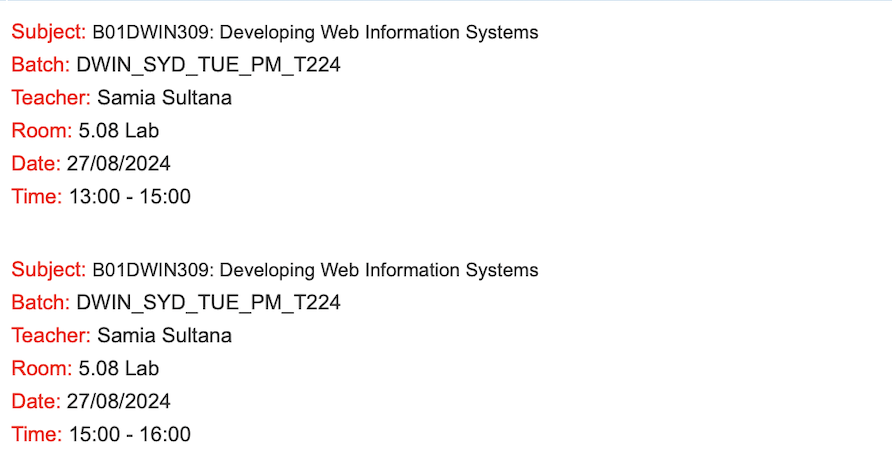 Subject: B01DWIN309: Developing Web Information Systems
Batch: DWIN_SYD_TUE_PM_T224
Teacher: Samia Sultana
Room: 5.08 Lab
Date: 27/08/2024
Time: 13:00 - 15:00
Subject: B01DWIN309: Developing Web Information Systems
Batch: DWIN_SYD_TUE_PM_T224
Teacher: Samia Sultana
Room: 5.08 Lab
Date: 27/08/2024
Time: 15:00 - 16:00